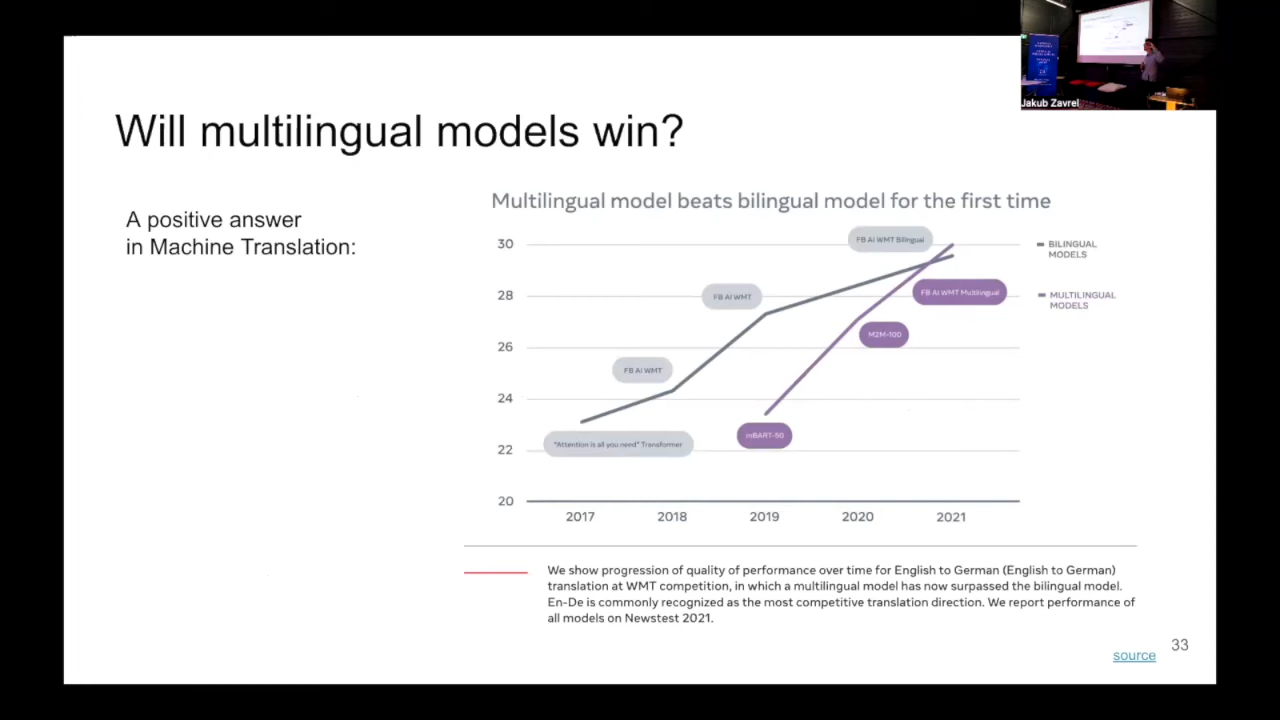 Jakub Zavrel
Will multilingual models win?
A positive answer
in Machine Translation:
Multilingual model beats bilingual model for the first time
30
28
26
24
22
20
FB AI WMT Bilingual
FB AI WMT
FB AI WMT Multilingual
M2M-100
FB AI WMT
mBART-50
"Attention is all you need" Transformer
BILINGUAL
MODELS
MULTILINGUAL
MODELS
2017 2018 2019 2020 2021
We show progression of quality of performance over time for English to German (English to German)
translation at WMT competition, in which a multilingual model has now surpassed the bilingual model.
En-De is commonly recognized as the most competitive translation direction. We report performance of
all models on Newstest 2021.
source
33